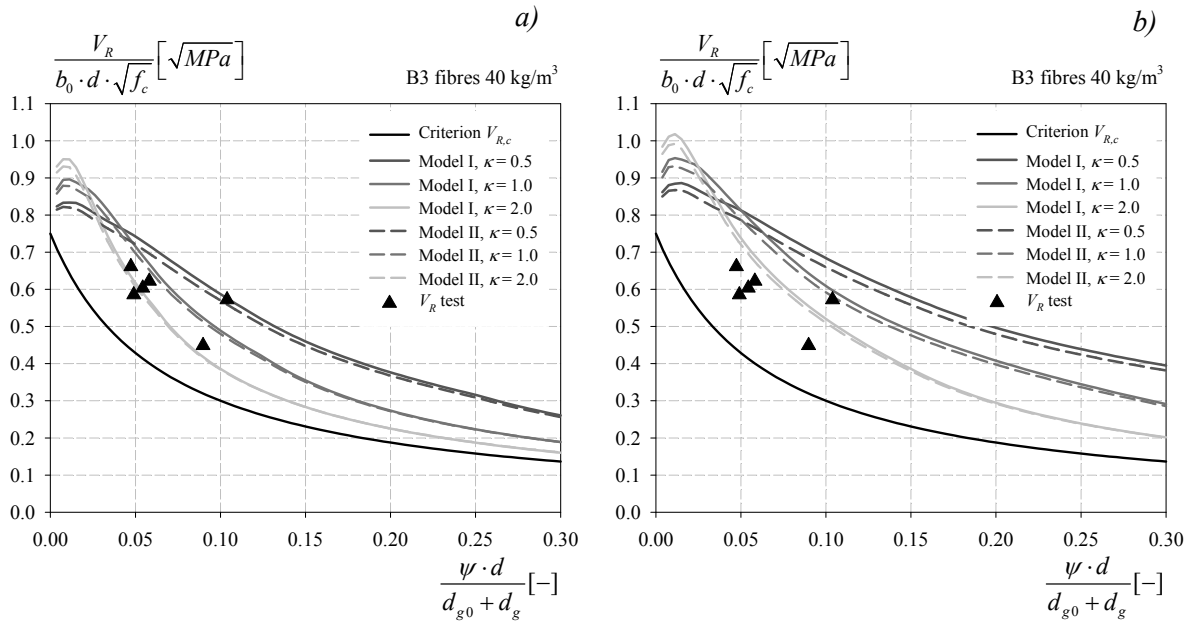 a)
V_R
b_0 · d · √f_c [√MPa]
B3 fibres 40 kg/m³
1.1
1.0
0.9
0.8
0.7
0.6
0.5
0.4
0.3
0.2
0.1
0.0
Criterion V_{R,c}
Model I, κ = 0.5
Model I, κ = 1.0
Model I, κ = 2.0
Model II, κ = 0.5
Model II, κ = 1.0
Model II, κ = 2.0
V_R test
0.00 0.05 0.10 0.15 0.20 0.25 0.30
ψ · d
d_{g0} + d_g [−]
b)
V_R
b_0 · d · √f_c [√MPa]
B3 fibres 40 kg/m³
1.1
1.0
0.9
0.8
0.7
0.6
0.5
0.4
0.3
0.2
0.1
0.0
Criterion V_{R,c}
Model I, κ = 0.5
Model I, κ = 1.0
Model I, κ = 2.0
Model II, κ = 0.5
Model II, κ = 1.0
Model II, κ = 2.0
V_R test
0.00 0.05 0.10 0.15 0.20 0.25 0.30
ψ · d
d_{g0} + d_g [−]